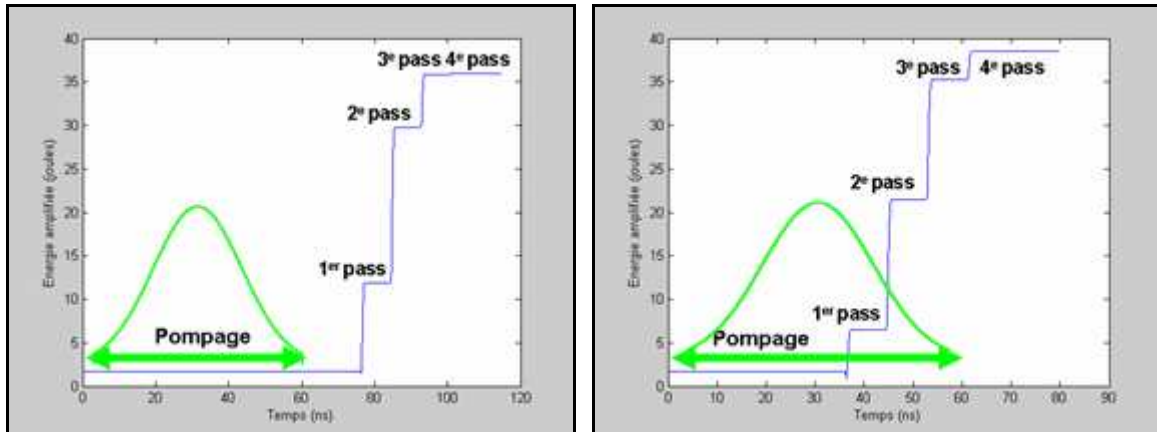 40
35
30
25
20
15
10
5
0
Energie amplifiée (joules)
3e pass 4e pass
2e pass
1er pass
Pompage
0 20 40 60 80 100 120
Temps (ns)
40
35
30
25
20
15
10
5
0
Energie amplifiée (joules)
3e pass
4e pass
2e pass
1er pass
Pompage
0 10 20 30 40 50 60 70 80 90
Temps (ns)